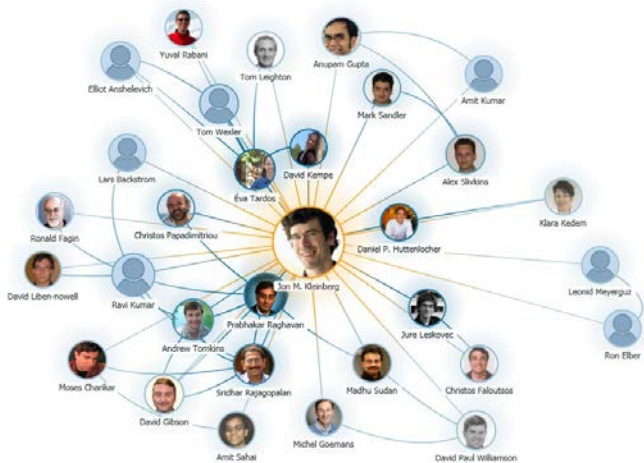 Yuval Rabani
Tom Leighton
Anupam Gupta
Elliot Anshelevich
Amit Kumar
Mark Sandler
Tom Wexler
David Kempe
Lars Backstrom
Éva Tardos
Alex Slivkins
Klara Kedem
Christos Papadimitriou
Ronald Fagin
Daniel P. Huttenlocher
Jon M. Kleinberg
Leonid Meyerguz
David Liben-nowell
Ravi Kumar
Prabhakar Raghavan
Andrew Tomkins
Jure Leskovec
Ron Elber
Moses Charikar
Sridhar Rajagopalan
Madhu Sudan
Christos Faloutsos
David Gibson
Amit Sahai
Michel Goemans
David Paul Williamson